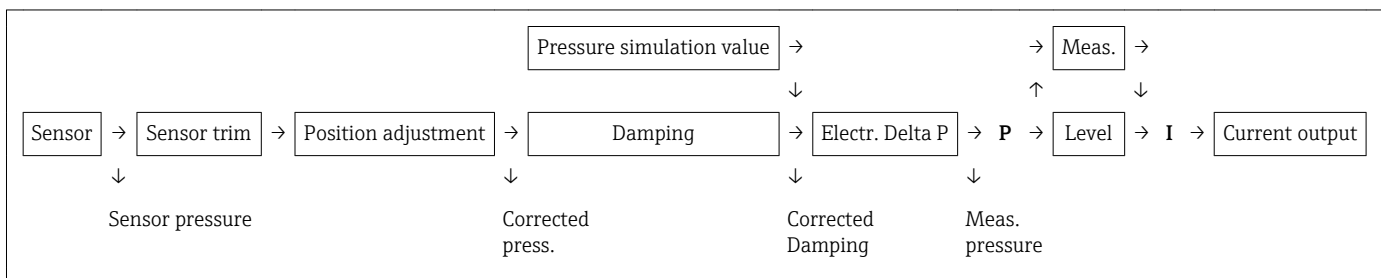 Pressure simulation value → → Meas. →
↓ ↑ ↓
Sensor → Sensor trim → Position adjustment → Damping → Electr. Delta P → P → Level → I → Current output
↓ ↓ ↓ ↓
Sensor pressure Corrected Corrected Meas.
press. Damping pressure